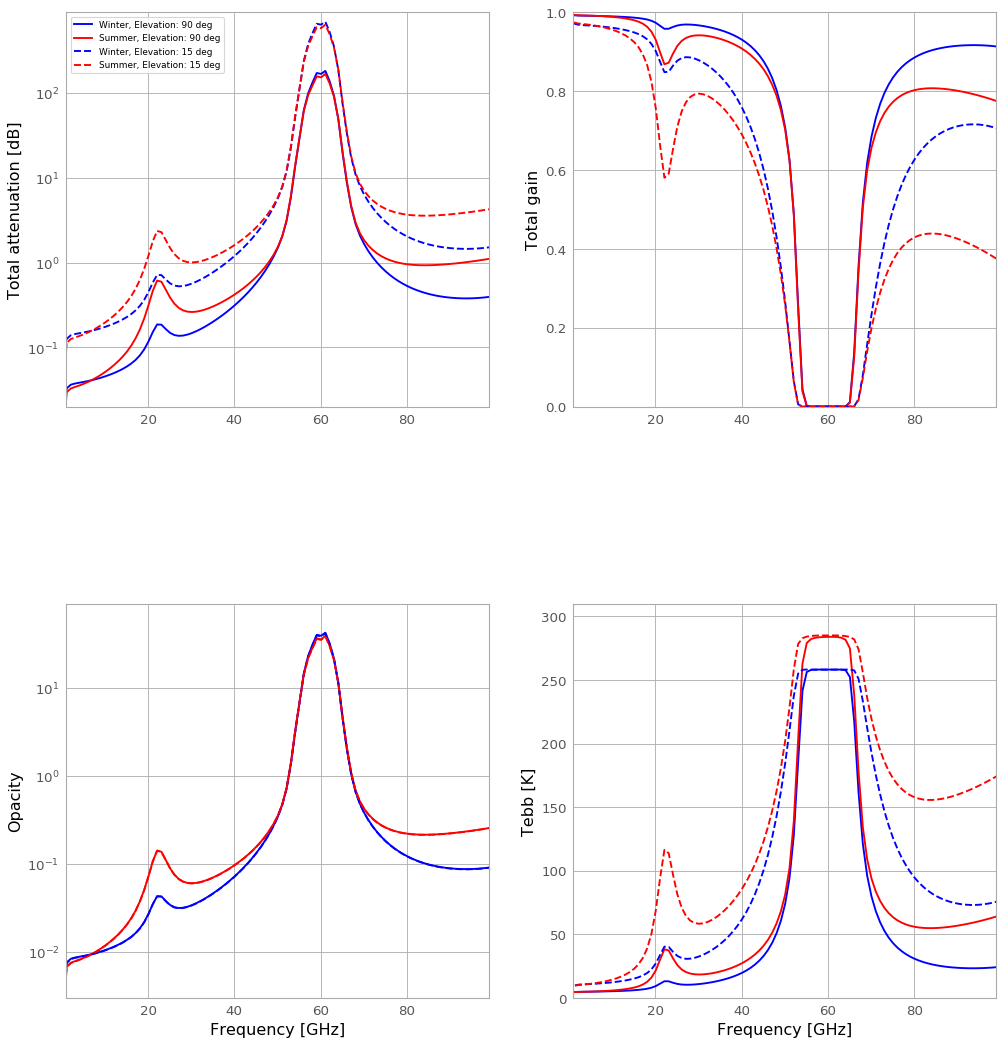 Winter, Elevation: 90 deg
Summer, Elevation: 90 deg
Winter, Elevation: 15 deg
Summer, Elevation: 15 deg
Total attenuation [dB]
10²
10¹
10⁰
10⁻¹
20 40 60 80
Total gain
1.0
0.8
0.6
0.4
0.2
0.0
20 40 60 80
Opacity
10¹
10⁰
10⁻¹
10⁻²
20 40 60 80
Frequency [GHz]
Tebb [K]
300
250
200
150
100
50
0
20 40 60 80
Frequency [GHz]